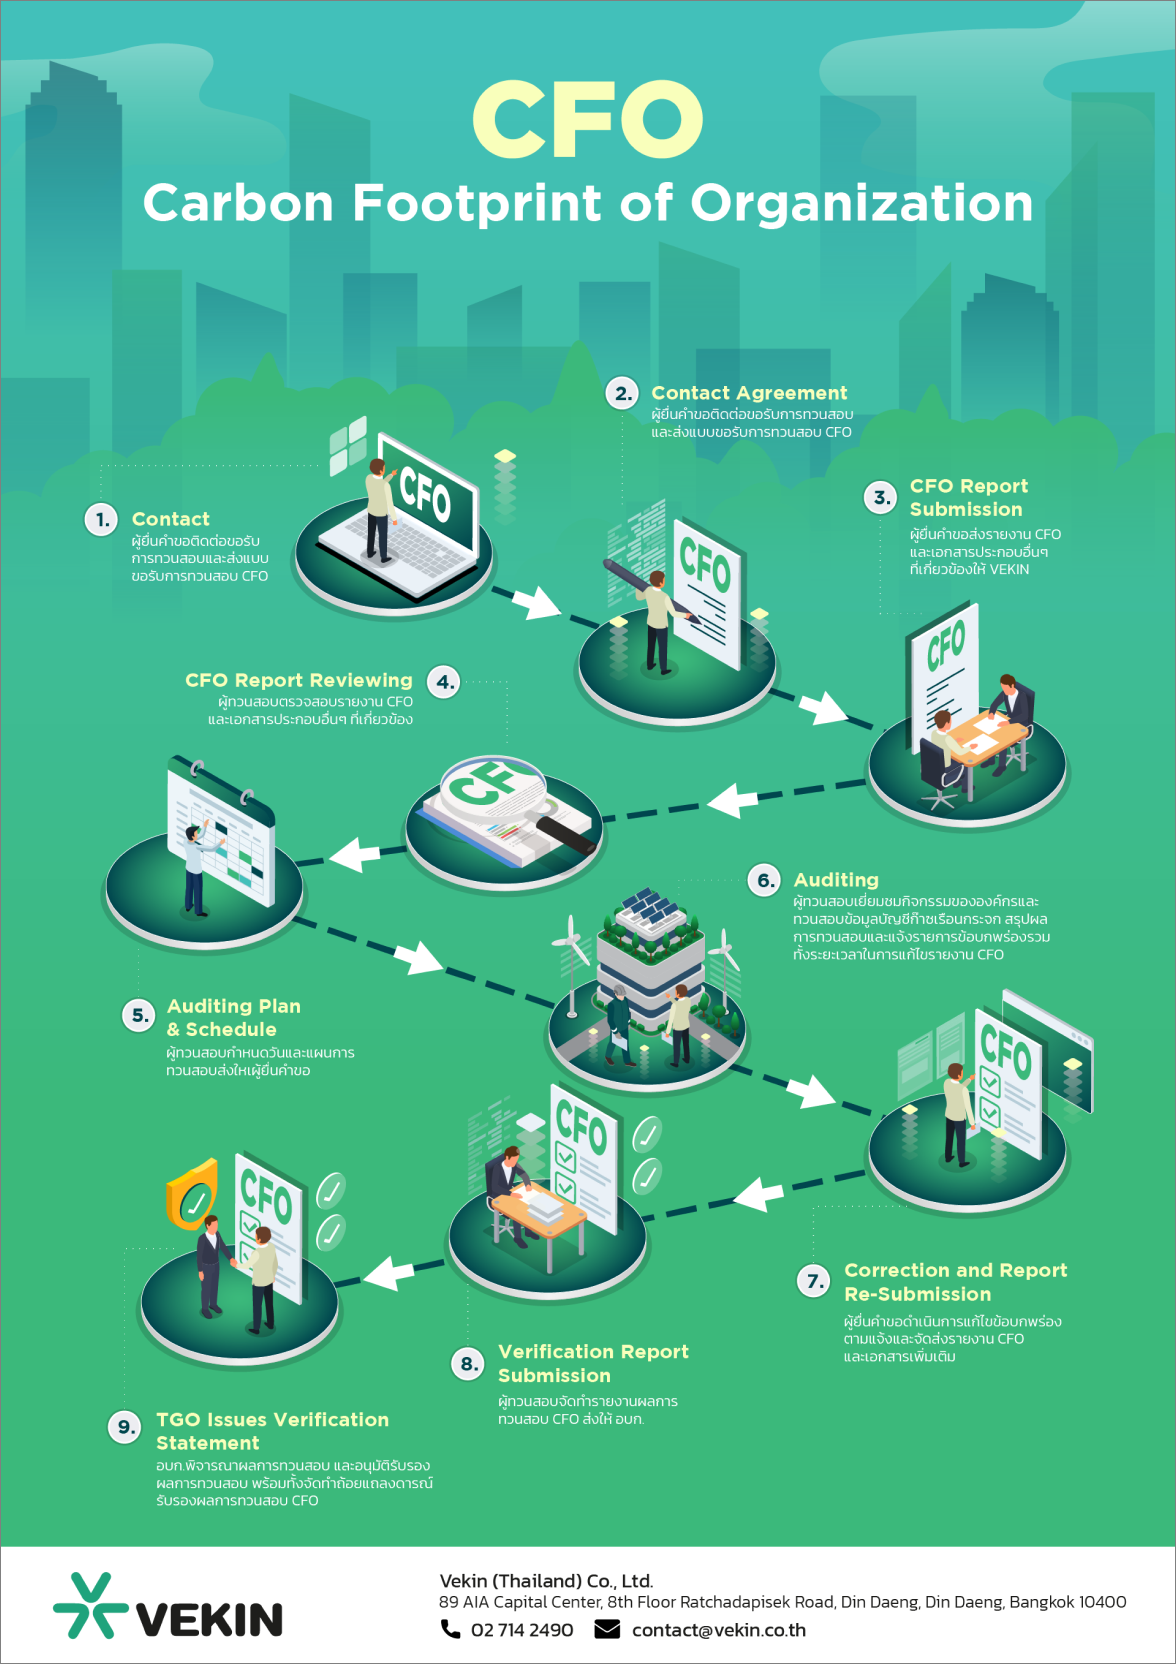 CFO
Carbon Footprint of Organization
1.
Contact
ผู้ยื่นคำขอติดต่อขอรับ
การทวนสอบและส่งแบบ
ขอรับการทวนสอบ CFO
CFO
2.
Contact Agreement
ผู้ยื่นคำขอติดต่อขอรับการทวนสอบ
และส่งแบบขอรับการทวนสอบ CFO
CFO
3.
CFO Report
Submission
ผู้ยื่นคำขอส่งรายงาน CFO
และเอกสารประกอบอื่นๆ
ที่เกี่ยวข้องให้ VEKIN
CFO
CFO Report Reviewing
4.
ผู้ทวนสอบตรวจสอบรายงาน CFO
และเอกสารประกอบอื่นๆ ที่เกี่ยวข้อง
CF
5.
Auditing Plan
& Schedule
ผู้ทวนสอบกำหนดวันและแผนการ
ทวนสอบส่งใหเผู้ยื่นคำขอ
6.
Auditing
ผู้ทวนสอบเยี่ยมชมกิจกรรมขององค์กรและ
ทวนสอบข้อมูลบัญชีก๊าซเรือนกระจก สรุปผล
การทวนสอบและแจ้งรายการข้อบกพร่องรวม
ทั้งระยะเวลาในการแก้ไขรายงาน CFO
CFO
7.
Correction and Report
Re-Submission
ผู้ยื่นคำขอดำเนินการแก้ไขข้อบกพร่อง
ตามแจ้งและจัดส่งรายงาน CFO
และเอกสารเพิ่มเติม
CFO
8.
Verification Report
Submission
ผู้ทวนสอบจัดทำรายงานผลการ
ทวนสอบ CFO ส่งให้ อบก.
CFO
9.
TGO Issues Verification
Statement
อบก.พิจารณาผลการทวนสอบ และอนุมัติรับรอง
ผลการทวนสอบ พร้อมทั้งจัดทำถ้อยแถลงดารณ์
รับรองผลการทวนสอบ CFO
VEKIN
Vekin (Thailand) Co., Ltd.
89 AIA Capital Center, 8th Floor Ratchadapisek Road, Din Daeng, Din Daeng, Bangkok 10400
02 714 2490 contact@vekin.co.th